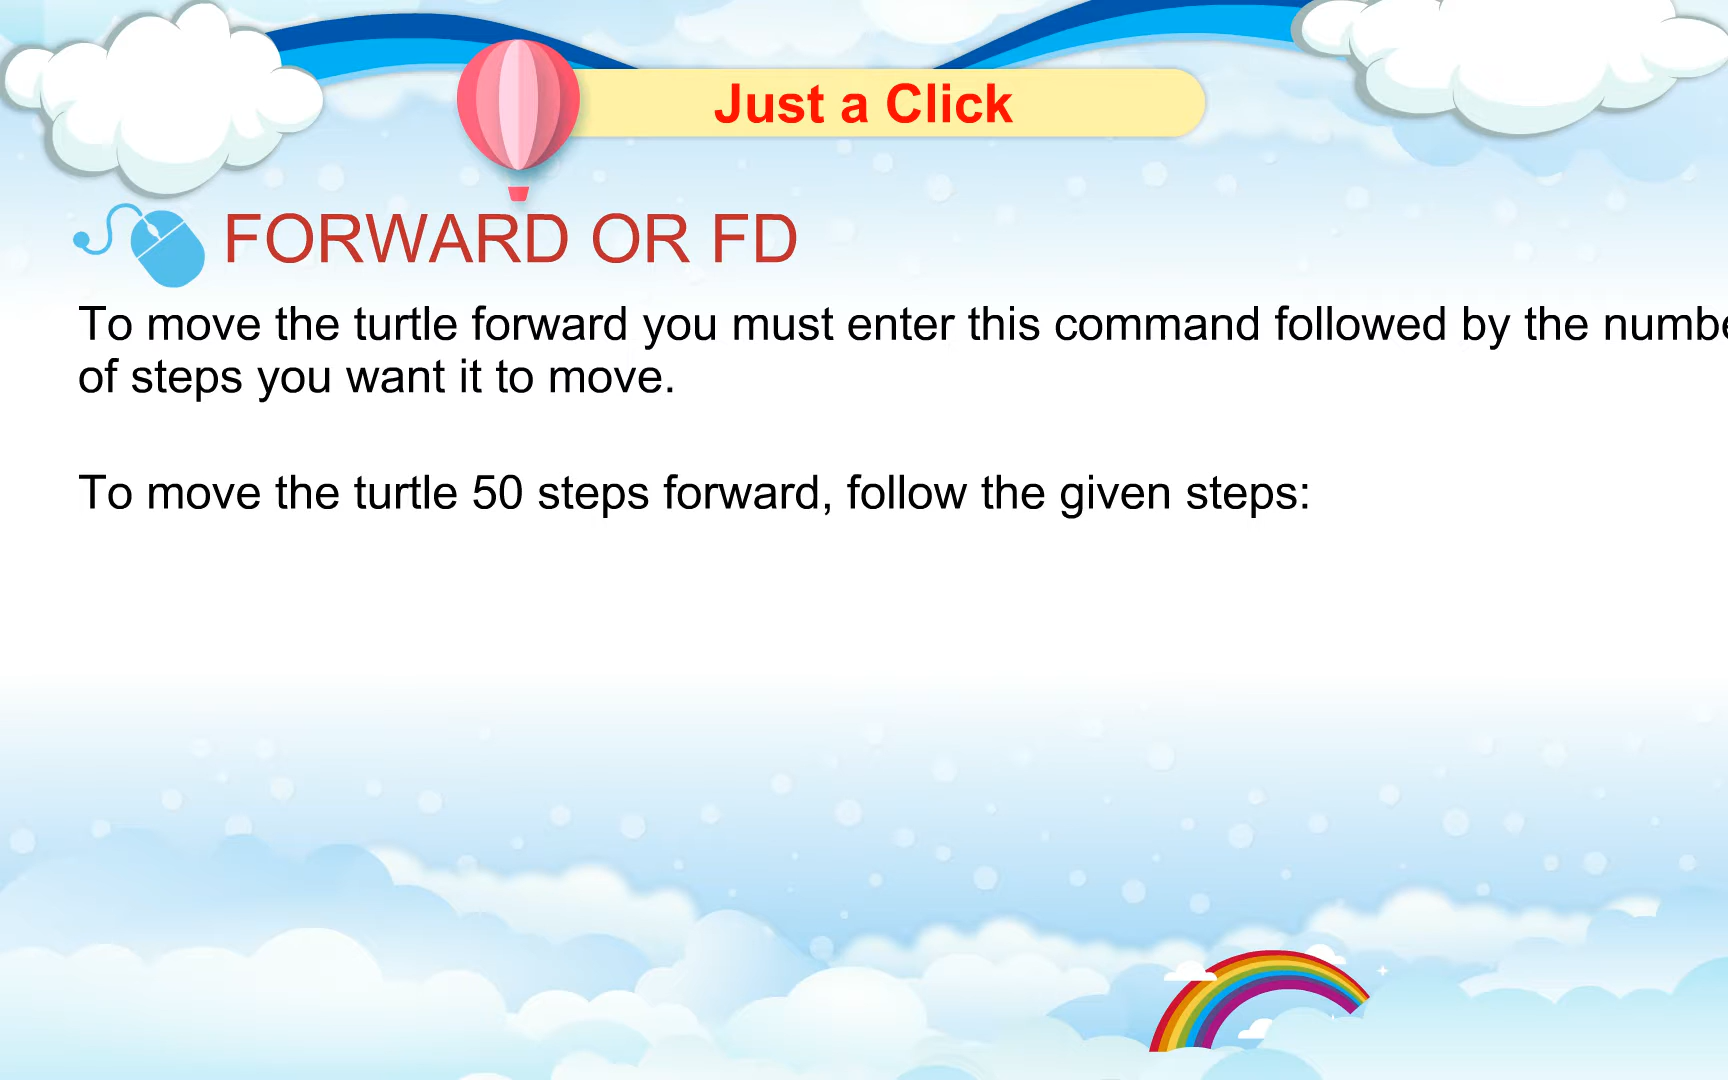 Just a Click
FORWARD OR FD
To move the turtle forward you must enter this command followed by the numbe
of steps you want it to move.
To move the turtle 50 steps forward, follow the given steps: